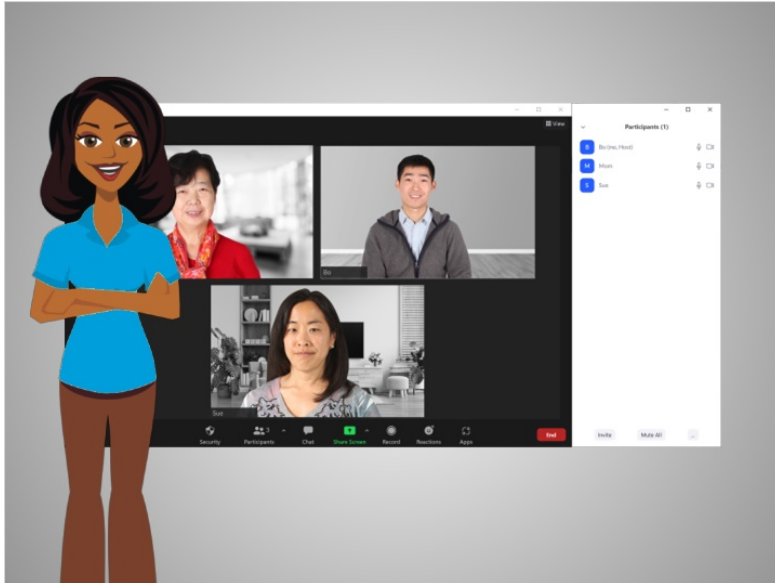 View
Bo
Sue
Security
Participants
3
Chat
Share Screen
Record
Reactions
Apps
End
Participants (1)
B Bo (me, Host)
M Mom
S Sue
Invite
Mute All
...